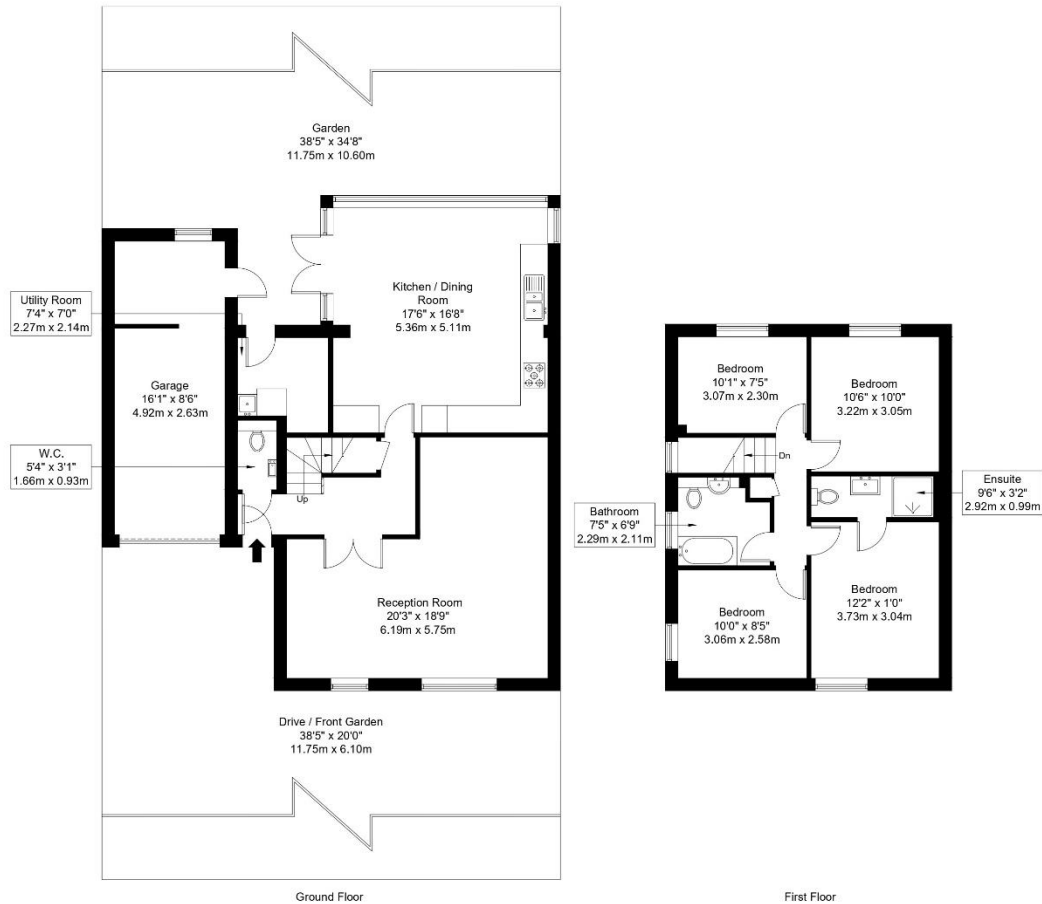 Garden
38'5" x 34'8"
11.75m x 10.60m
Utility Room
7'4" x 7'0"
2.27m x 2.14m
Kitchen / Dining
Room
17'6" x 16'8"
5.36m x 5.11m
Garage
16'1" x 8'6"
4.92m x 2.63m
W.C.
5'4" x 3'1"
1.66m x 0.93m
Up
Reception Room
20'3" x 18'9"
6.19m x 5.75m
Drive / Front Garden
38'5" x 20'0"
11.75m x 6.10m
Ground Floor
Bedroom
10'1" x 7'5"
3.07m x 2.30m
Bedroom
10'6" x 10'0"
3.22m x 3.05m
Dn
Ensuite
9'6" x 3'2"
2.92m x 0.99m
Bathroom
7'5" x 6'9"
2.29m x 2.11m
Bedroom
10'0" x 8'5"
3.06m x 2.58m
Bedroom
12'2" x 1'0"
3.73m x 3.04m
First Floor